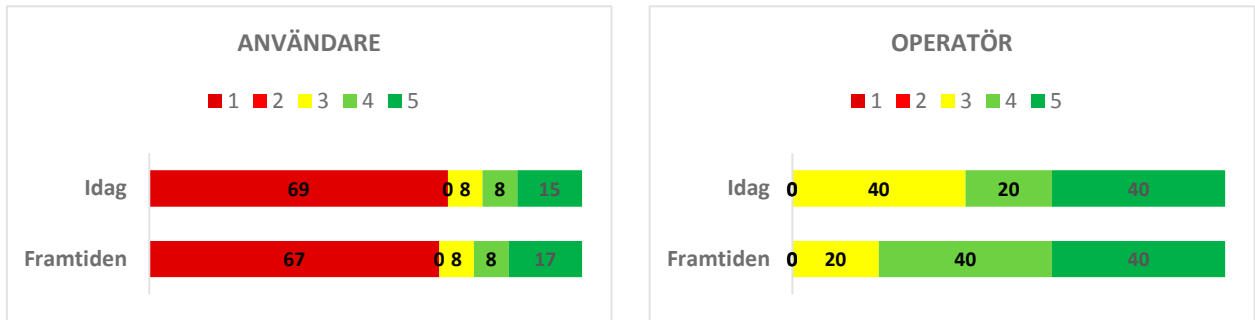 ANVÄNDARE
1 2 3 4 5
Idag 69 0 8 8 15
Framtiden 67 0 8 8 17
OPERATÖR
1 2 3 4 5
Idag 0 40 20 40
Framtiden 0 20 40 40